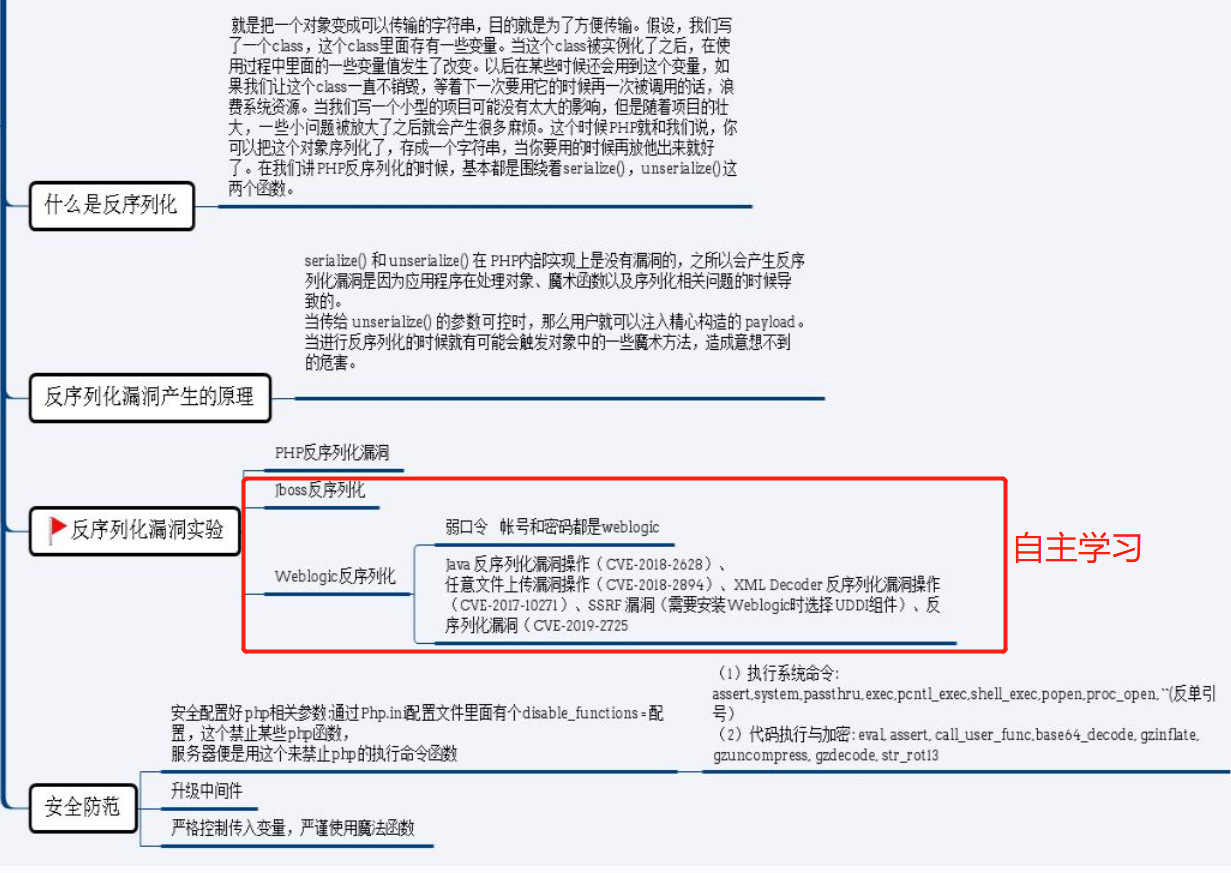 就是把一个对象变成可以传输的字符串，目的就是为了方便传输。假设，我们写
了一个class，这个class里面存有一些变量。当这个class被实例化了之后，在使
用过程中里面的一些变量值发生了改变。以后在某些时候还会用到这个变量，如
果我们让这个class一直不销毁，等着下一次要用它的时候再一次被调用的话，浪
费系统资源。当我们写一个小型的项目可能没有太大的影响，但是随着项目的壮
大，一些小问题被放大了之后就会产生很多麻烦。这个时候PHP就和我们说，你
可以把这个对象序列化了，存成一个字符串，当你要用的时候再放他出来就好
了。在我们讲PHP反序列化的时候，基本都是围绕着serialize()，unserialize()这
两个函数。
什么是反序列化
serialize() 和 unserialize() 在 PHP内部实现上是没有漏洞的，之所以会产生反序
列化漏洞是因为应用程序在处理对象、魔术函数以及序列化相关问题的时候导
致的。
当传给 unserialize() 的参数可控时，那么用户就可以注入精心构造的 payload。
当进行反序列化的时候就有可能会触发对象中的一些魔术方法，造成意想不到
的危害。
反序列化漏洞产生的原理
PHP反序列化漏洞
Jboss反序列化
反序列化漏洞实验
弱口令 帐号和密码都是weblogic
自主学习
Weblogic反序列化
Java 反序列化漏洞操作（CVE-2018-2628）、
任意文件上传漏洞操作（CVE-2018-2894）、XML Decoder 反序列化漏洞操作
（CVE-2017-10271）、SSRF 漏洞（需要安装Weblogic时选择UDDI组件）、反
序列化漏洞（CVE-2019-2725
（1）执行系统命令:
assert,system,passthru,exec,pcntl_exec,shell_exec,popen,proc_open,``(反单引
号）
（2）代码执行与加密: eval, assert, call_user_func,base64_decode, gzinflate,
gzuncompress, gzdecode, str_rot13
安全配置好php相关参数:通过Php.ini配置文件里面有个disable_functions = 配
置，这个禁止某些php函数，
服务器便是用这个来禁止php的执行命令函数
升级中间件
安全防范
严格控制传入变量，严谨使用魔法函数